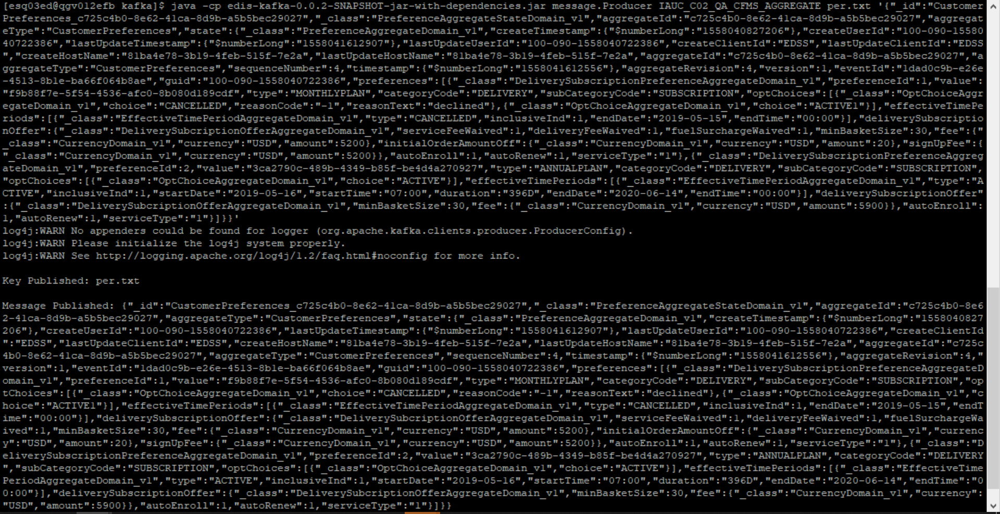 [esq03ed@qgv012efb kafka]$ java -cp edis-kafka-0.0.2-SNAPSHOT-jar-with-dependencies.jar message.Producer IAUC_C02_QA_CFMS_AGGREGATE per.txt '{"_id":"Customer
Preferences_c725c4b0-8e62-41ca-8d9b-a5b5bec29027","_class":"PreferenceAggregateStateDomain_v1","aggregateId":"c725c4b0-8e62-41ca-8d9b-a5b5bec29027","aggregat
eType":"CustomerPreferences","state":{"_class":"PreferenceAggregateDomain_v1","createTimestamp":{"$numberLong":"1558040827206"},"createUserId":"100-090-15580
40722386","lastUpdateTimestamp":{"$numberLong":"1558041612907"},"lastUpdateUserId":"100-090-1558040722386","createClientId":"EDSS","lastUpdateClientId":"EDSS
","createHostName":"81ba4e78-3b19-4feb-515f-7e2a","lastUpdateHostName":"81ba4e78-3b19-4feb-515f-7e2a","aggregateId":"c725c4b0-8e62-41ca-8d9b-a5b5bec29027","a
ggregateType":"CustomerPreferences","sequenceNumber":4,"timestamp":{"$numberLong":"1558041612556"},"aggregateRevision":4,"version":1,"eventId":"1dad0c9b-e26e
-4513-8b1e-ba66f064b8ae","guid":"100-090-1558040722386","preferences":[{"_class":"DeliverySubscriptionPreferenceAggregateDomain_v1","preferenceId":1,"value":
"f9b88f7e-5f54-4536-afc0-8b080d189cdf","type":"MONTHLYPLAN","categoryCode":"DELIVERY","subCategoryCode":"SUBSCRIPTION","optChoices":[{"_class":"OptChoiceAggr
egateDomain_v1","choice":"CANCELLED","reasonCode":"-1","reasonText":"declined"},{"_class":"OptChoiceAggregateDomain_v1","choice":"ACTIVE1"}],"effectiveTimePe
riods":[{"_class":"EffectiveTimePeriodAggregateDomain_v1","type":"CANCELLED","inclusiveInd":1,"endDate":"2019-05-15","endTime":"00:00"}],"deliverySubscriptio
nOffer":{"_class":"DeliverySubcriptionOfferAggregateDomain_v1","serviceFeeWaived":1,"deliveryFeeWaived":1,"fuelSurchargeWaived":1,"minBasketSize":30,"fee":{"
_class":"CurrencyDomain_v1","currency":"USD","amount":5200},"initialOrderAmountOff":{"_class":"CurrencyDomain_v1","currency":"USD","amount":20},"signUpFee":{
"_class":"CurrencyDomain_v1","currency":"USD","amount":5200}},"autoEnroll":1,"autoRenew":1,"serviceType":"1"},{"_class":"DeliverySubscriptionPreferenceAggreg
ateDomain_v1","preferenceId":2,"value":"3ca2790c-489b-4349-b85f-be4d4a270927","type":"ANNUALPLAN","categoryCode":"DELIVERY","subCategoryCode":"SUBSCRIPTION",
"optChoices":[{"_class":"OptChoiceAggregateDomain_v1","choice":"ACTIVE"}],"effectiveTimePeriods":[{"_class":"EffectiveTimePeriodAggregateDomain_v1","type":"A
CTIVE","inclusiveInd":1,"startDate":"2019-05-16","startTime":"07:00","duration":"396D","endDate":"2020-06-14","endTime":"00:00"}],"deliverySubscriptionOffer"
:{"_class":"DeliverySubcriptionOfferAggregateDomain_v1","minBasketSize":30,"fee":{"_class":"CurrencyDomain_v1","currency":"USD","amount":5900}},"autoEnroll":
1,"autoRenew":1,"serviceType":"1"}]}}'
log4j:WARN No appenders could be found for logger (org.apache.kafka.clients.producer.ProducerConfig).
log4j:WARN Please initialize the log4j system properly.
log4j:WARN See http://logging.apache.org/log4j/1.2/faq.html#noconfig for more info.
Key Published: per.txt
Message Published: {"_id":"CustomerPreferences_c725c4b0-8e62-41ca-8d9b-a5b5bec29027","_class":"PreferenceAggregateStateDomain_v1","aggregateId":"c725c4b0-8e6
2-41ca-8d9b-a5b5bec29027","aggregateType":"CustomerPreferences","state":{"_class":"PreferenceAggregateDomain_v1","createTimestamp":{"$numberLong":"1558040827
206"},"createUserId":"100-090-1558040722386","lastUpdateTimestamp":{"$numberLong":"1558041612907"},"lastUpdateUserId":"100-090-1558040722386","createClientId
":"EDSS","lastUpdateClientId":"EDSS","createHostName":"81ba4e78-3b19-4feb-515f-7e2a","lastUpdateHostName":"81ba4e78-3b19-4feb-515f-7e2a","aggregateId":"c725c
4b0-8e62-41ca-8d9b-a5b5bec29027","aggregateType":"CustomerPreferences","sequenceNumber":4,"timestamp":{"$numberLong":"1558041612556"},"aggregateRevision":4,"
version":1,"eventId":"1dad0c9b-e26e-4513-8b1e-ba66f064b8ae","guid":"100-090-1558040722386","preferences":[{"_class":"DeliverySubscriptionPreferenceAggregateD
omain_v1","preferenceId":1,"value":"f9b88f7e-5f54-4536-afc0-8b080d189cdf","type":"MONTHLYPLAN","categoryCode":"DELIVERY","subCategoryCode":"SUBSCRIPTION","op
tChoices":[{"_class":"OptChoiceAggregateDomain_v1","choice":"CANCELLED","reasonCode":"-1","reasonText":"declined"},{"_class":"OptChoiceAggregateDomain_v1","c
hoice":"ACTIVE1"}],"effectiveTimePeriods":[{"_class":"EffectiveTimePeriodAggregateDomain_v1","type":"CANCELLED","inclusiveInd":1,"endDate":"2019-05-15","endT
ime":"00:00"}],"deliverySubscriptionOffer":{"_class":"DeliverySubcriptionOfferAggregateDomain_v1","serviceFeeWaived":1,"deliveryFeeWaived":1,"fuelSurchargeWa
ived":1,"minBasketSize":30,"fee":{"_class":"CurrencyDomain_v1","currency":"USD","amount":5200},"initialOrderAmountOff":{"_class":"CurrencyDomain_v1","currenc
y":"USD","amount":20},"signUpFee":{"_class":"CurrencyDomain_v1","currency":"USD","amount":5200}},"autoEnroll":1,"autoRenew":1,"serviceType":"1"},{"_class":"D
eliverySubscriptionPreferenceAggregateDomain_v1","preferenceId":2,"value":"3ca2790c-489b-4349-b85f-be4d4a270927","type":"ANNUALPLAN","categoryCode":"DELIVERY
","subCategoryCode":"SUBSCRIPTION","optChoices":[{"_class":"OptChoiceAggregateDomain_v1","choice":"ACTIVE"}],"effectiveTimePeriods":[{"_class":"EffectiveTime
PeriodAggregateDomain_v1","type":"ACTIVE","inclusiveInd":1,"startDate":"2019-05-16","startTime":"07:00","duration":"396D","endDate":"2020-06-14","endTime":"0
0:00"}],"deliverySubscriptionOffer":{"_class":"DeliverySubcriptionOfferAggregateDomain_v1","minBasketSize":30,"fee":{"_class":"CurrencyDomain_v1","currency":
"USD","amount":5900}},"autoEnroll":1,"autoRenew":1,"serviceType":"1"}]}}